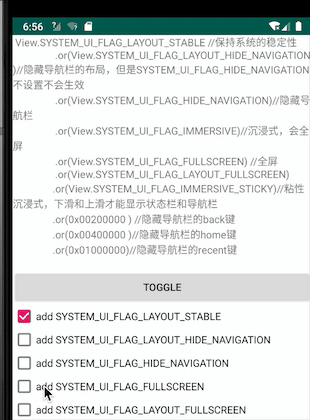 6:56
View.SYSTEM_UI_FLAG_LAYOUT_STABLE //保持系统的稳定性
.or(View.SYSTEM_UI_FLAG_LAYOUT_HIDE_NAVIGATION
)//隐藏导航栏的布局，但是SYSTEM_UI_FLAG_HIDE_NAVIGATION
不设置不会生效
.or(View.SYSTEM_UI_FLAG_HIDE_NAVIGATION)//隐藏导
航栏
.or(View.SYSTEM_UI_FLAG_IMMERSIVE)//沉浸式，会全
屏
.or(View.SYSTEM_UI_FLAG_FULLSCREEN) //全屏
.or(View.SYSTEM_UI_FLAG_LAYOUT_FULLSCREEN)
.or(View.SYSTEM_UI_FLAG_IMMERSIVE_STICKY)//粘性
沉浸式，下滑和上滑才能显示状态栏和导航栏
.or(0x00200000 ) //隐藏导航栏的back键
.or(0x00400000 ) //隐藏导航栏的home键
.or(0x01000000)//隐藏导航栏的recent键
TOGGLE
add SYSTEM_UI_FLAG_LAYOUT_STABLE
add SYSTEM_UI_FLAG_LAYOUT_HIDE_NAVIGATION
add SYSTEM_UI_FLAG_HIDE_NAVIGATION
add SYSTEM_UI_FLAG_FULLSCREEN
add SYSTEM_UI_FLAG_LAYOUT_FULLSCREEN